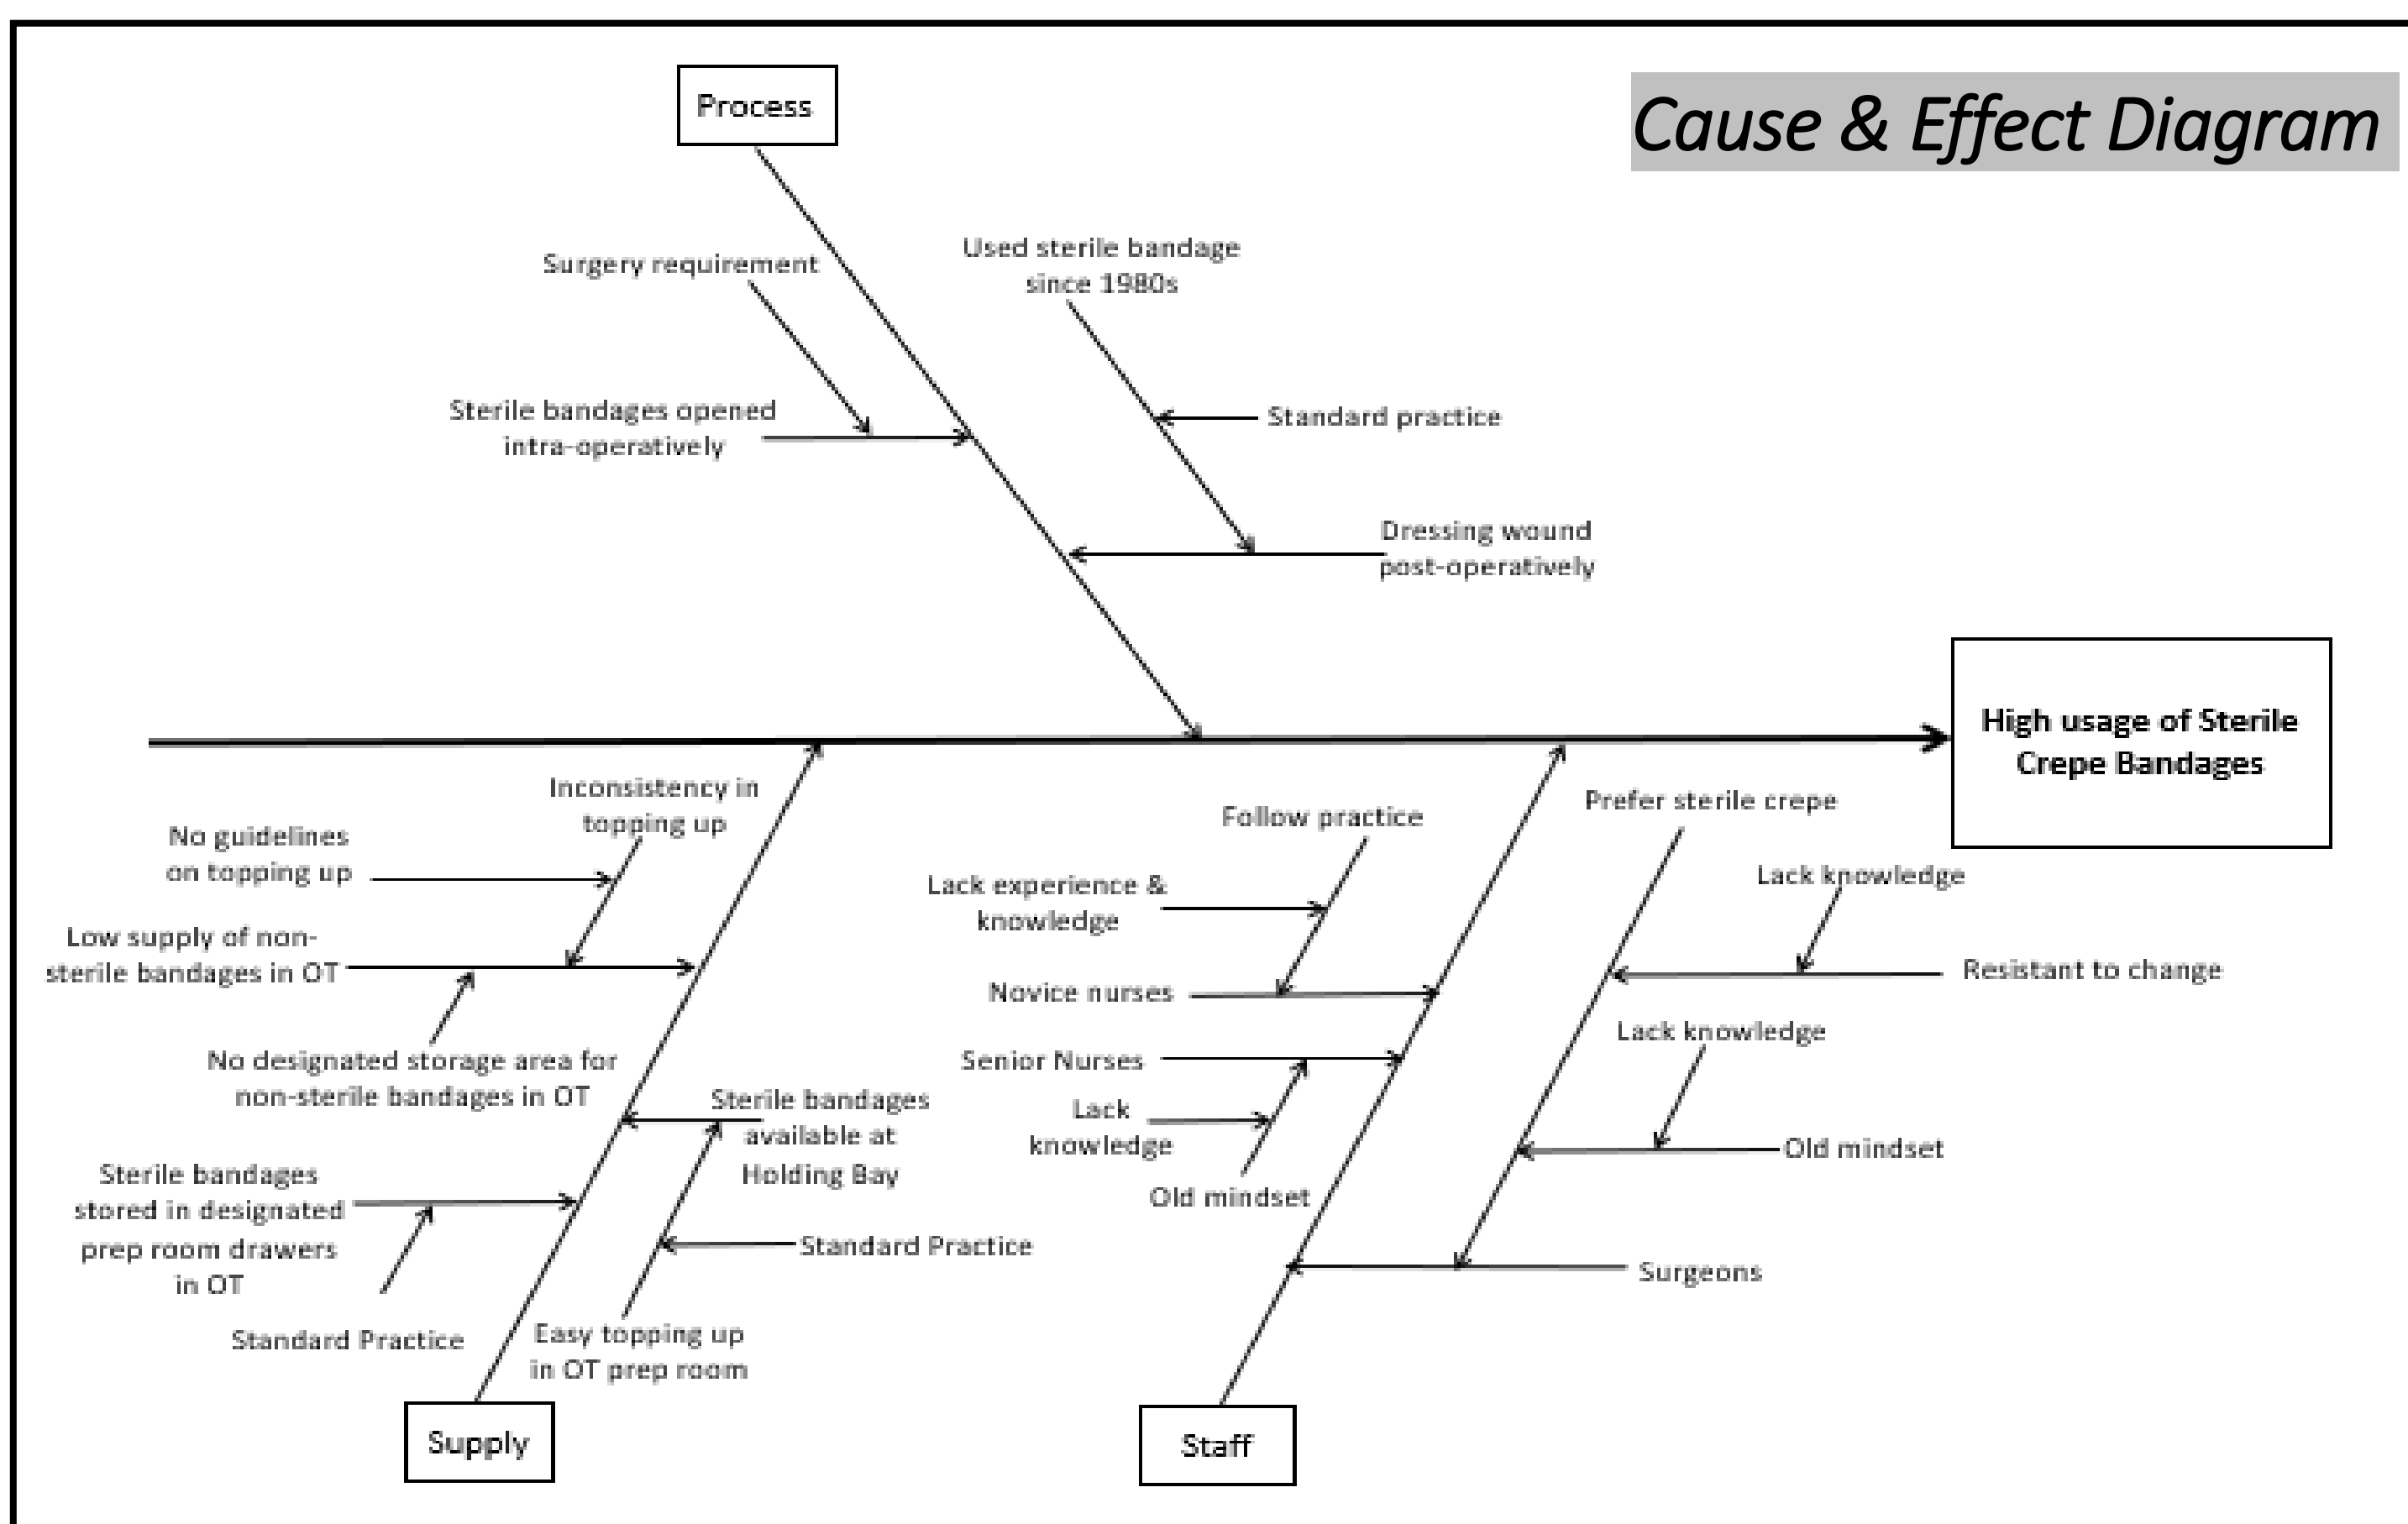 Process
Cause & Effect Diagram
Surgery requirement
Used sterile bandage
since 1980s
Sterile bandages opened
intra-operatively
Standard practice
Dressing wound
post-operatively
High usage of Sterile
Crepe Bandages
Inconsistency in
topping up
No guidelines
on topping up
Low supply of non-
sterile bandages in OT
No designated storage area for
non-sterile bandages in OT
Sterile bandages
available at
Holding Bay
Sterile bandages
stored in designated
prep room drawers
in OT
Standard Practice
Standard Practice
Easy topping up
in OT prep room
Supply
Follow practice
Lack experience &
knowledge
Novice nurses
Senior Nurses
Lack
knowledge
Old mindset
Prefer sterile crepe
Lack knowledge
Resistant to change
Lack knowledge
Old mindset
Surgeons
Staff